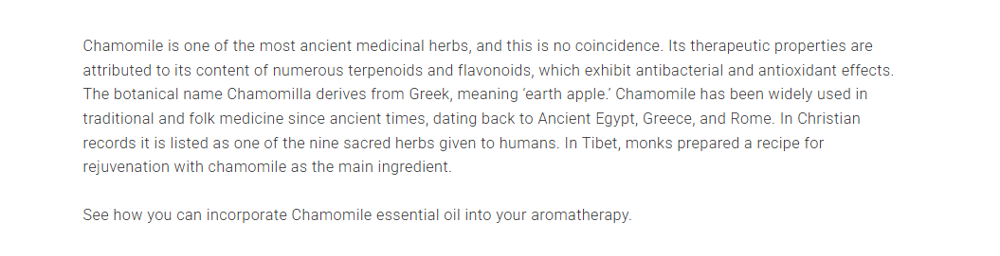 Chamomile is one of the most ancient medicinal herbs, and this is no coincidence. Its therapeutic properties are
attributed to its content of numerous terpenoids and flavonoids, which exhibit antibacterial and antioxidant effects.
The botanical name Chamomilla derives from Greek, meaning ‘earth apple.’ Chamomile has been widely used in
traditional and folk medicine since ancient times, dating back to Ancient Egypt, Greece, and Rome. In Christian
records it is listed as one of the nine sacred herbs given to humans. In Tibet, monks prepared a recipe for
rejuvenation with chamomile as the main ingredient.
See how you can incorporate Chamomile essential oil into your aromatherapy.